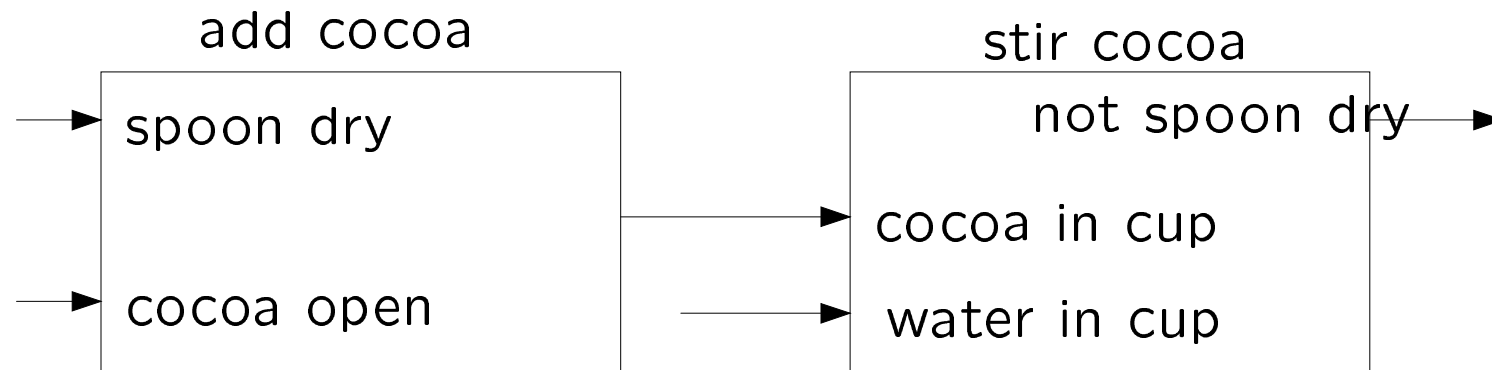 add cocoa
spoon dry
cocoa open
stir cocoa
not spoon dry
cocoa in cup
water in cup